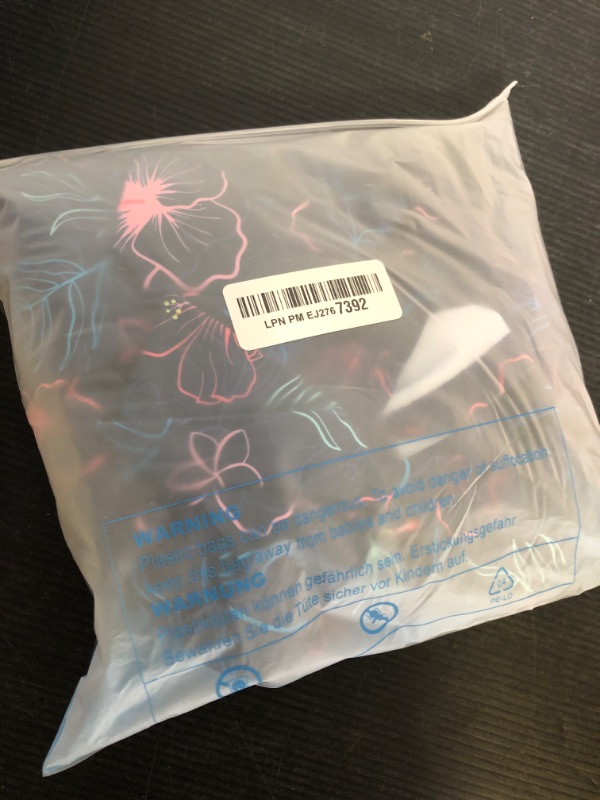 LPN PM EJ276 7392
WARNING
Plastic bags can be dangerous. To avoid danger of suffocation
keep this bag away from babies and children.
WARNUNG
Plastiktüten können gefährlich sein. Erstickungsgefahr
Bewahren Sie die Tüte sicher vor Kindern auf.
04
PE-LD